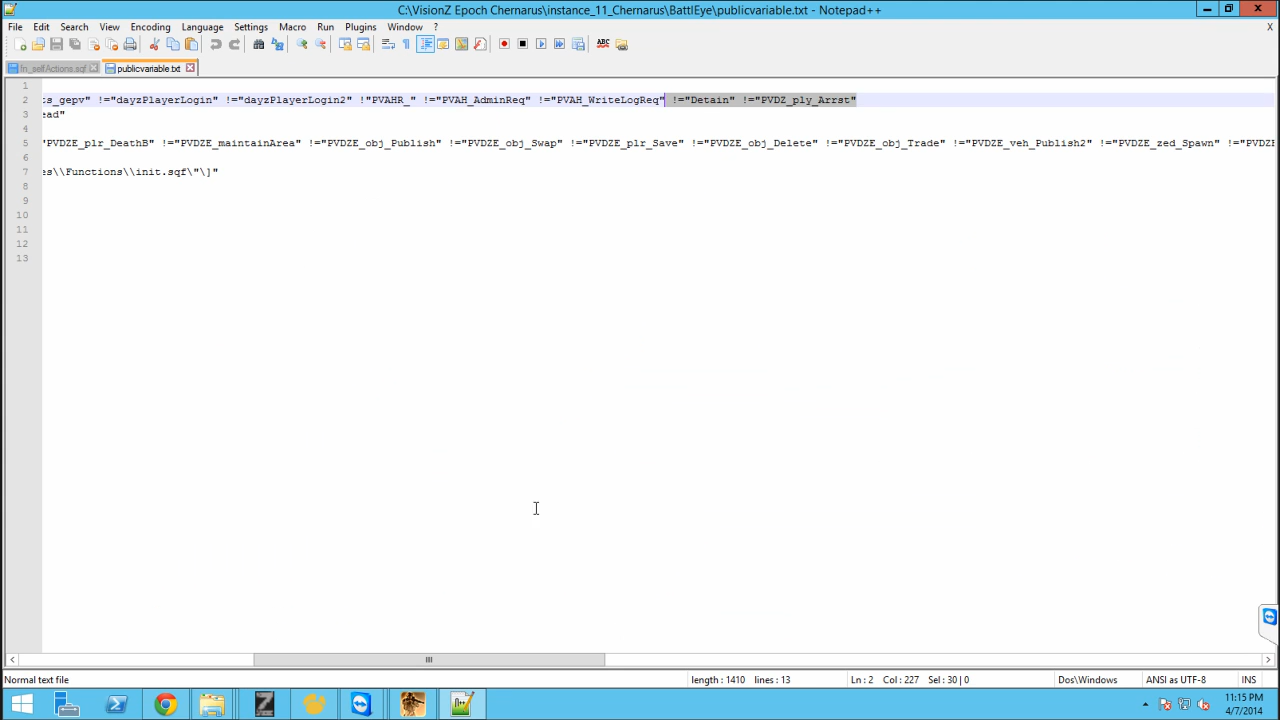 C:\VisionZ Epoch Chernarus\instance_11_Chernarus\BattlEye\publicvariable.txt - Notepad++
File Edit Search View Encoding Language Settings Macro Run Plugins Window ? X
fn_selfActions.sqf publicvariable.txt
1
2 ts_gepv" !="dayzPlayerLogin" !="dayzPlayerLogin2" !"PVAHR_" !="PVAH_AdminReq" !="PVAH_WriteLogReq" !="Detain" !="PVDZ_ply_Arrst"
3 ead"
4
5 "PVDZE_plr_DeathB" !="PVDZE_maintainArea" !="PVDZE_obj_Publish" !="PVDZE_obj_Swap" !="PVDZE_plr_Save" !="PVDZE_obj_Delete" !="PVDZE_obj_Trade" !="PVDZE_veh_Publish2" !="PVDZE_zed_Spawn" !="PVDZE
6
7 es\\Functions\\init.sqf\"\]"
8
9
10
11
12
13
Normal text file length : 1410 lines : 13 Ln : 2 Col : 227 Sel : 30 | 0 Dos\Windows ANSI as UTF-8 INS
11:15 PM
4/7/2014